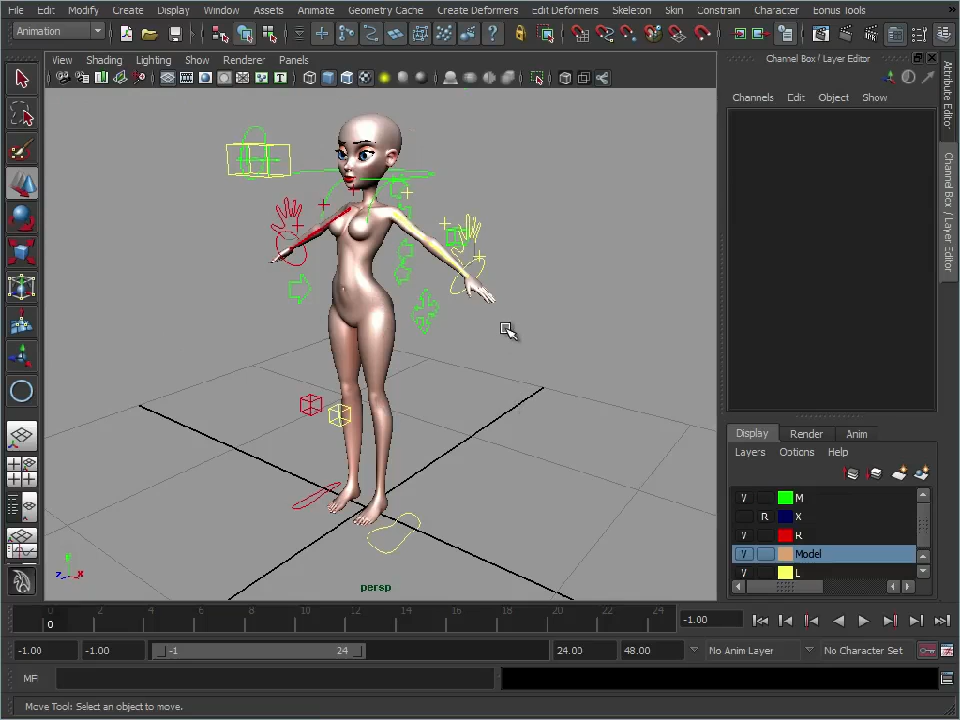 File Edit Modify Create Display Window Assets Animate Geometry Cache Create Deformers Edit Deformers Skeleton Skin Constrain Character Bonus Tools »
Animation
View Shading Lighting Show Renderer Panels
Channel Box / Layer Editor
Channels Edit Object Show
Attribute Editor
Channel Box / Layer Editor
Display Render Anim
Layers Options Help
V M
R X
V R
V Model
V L
y
z x
persp
0 2 4 6 8 10 12 14 16 18 20 22 24
0
-1.00
-1.00 -1.00 -1 24 24.00 48.00 No Anim Layer No Character Set
MEL
Move Tool: Select an object to move.